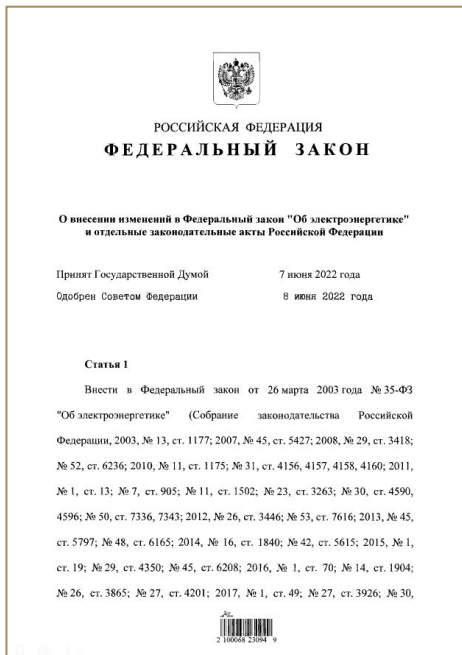 РОССИЙСКАЯ ФЕДЕРАЦИЯ
ФЕДЕРАЛЬНЫЙ ЗАКОН
О внесении изменений в Федеральный закон "Об электроэнергетике"
и отдельные законодательные акты Российской Федерации
Принят Государственной Думой 7 июня 2022 года
Одобрен Советом Федерации 8 июня 2022 года
Статья 1
Внести в Федеральный закон от 26 марта 2003 года № 35-ФЗ
"Об электроэнергетике" (Собрание законодательства Российской
Федерации, 2003, № 13, ст. 1177; 2007, № 45, ст. 5427; 2008, № 29, ст. 3418;
№ 52, ст. 6236; 2010, № 11, ст. 1175; № 31, ст. 4156, 4157, 4158, 4160; 2011,
№ 1, ст. 13; № 7, ст. 905; № 11, ст. 1502; № 23, ст. 3263; № 30, ст. 4590,
4596; № 50, ст. 7336, 7343; 2012, № 26, ст. 3446; № 53, ст. 7616; 2013, № 45,
ст. 5797; № 48, ст. 6165; 2014, № 16, ст. 1840; № 42, ст. 5615; 2015, № 1,
ст. 19; № 29, ст. 4350; № 45, ст. 6208; 2016, № 1, ст. 70; № 14, ст. 1904;
№ 26, ст. 3865; № 27, ст. 4201; 2017, № 1, ст. 49; № 27, ст. 3926; № 30,
2 100068 23094 9